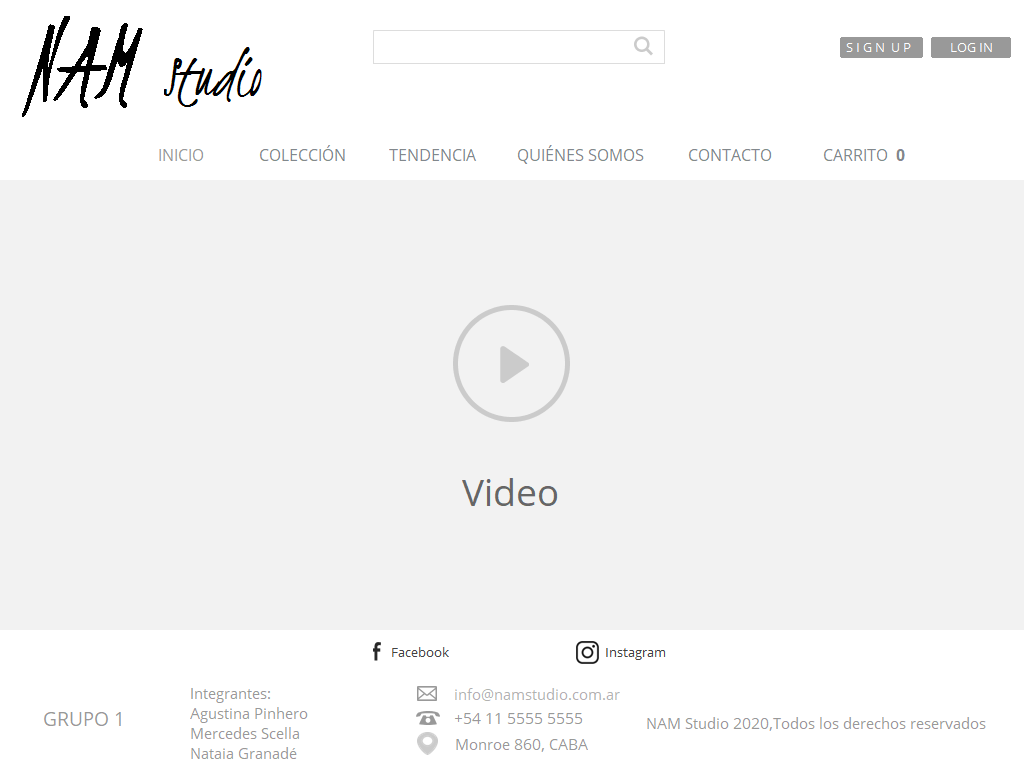 NAM Studio
SIGN UP LOGIN
INICIO COLECCIÓN TENDENCIA QUIÉNES SOMOS CONTACTO CARRITO 0
Video
Facebook Instagram
GRUPO 1
Integrantes:
Agustina Pinhero
Mercedes Scella
Nataia Granadé
info@namstudio.com.ar
+54 11 5555 5555
Monroe 860, CABA
NAM Studio 2020,Todos los derechos reservados